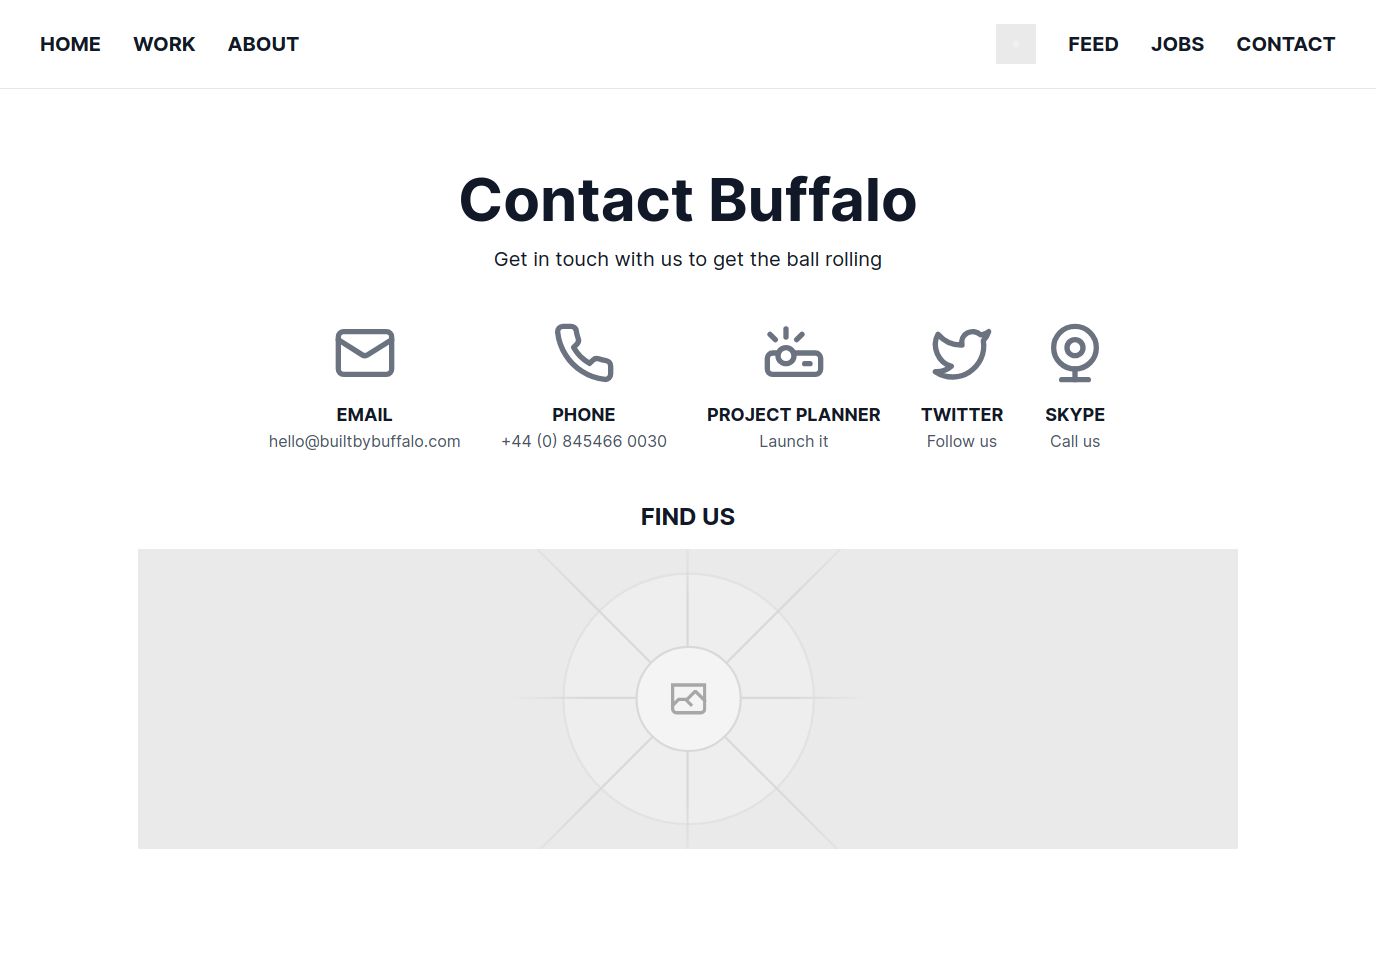 HOME WORK ABOUT FEED JOBS CONTACT
Contact Buffalo
Get in touch with us to get the ball rolling
EMAIL PHONE PROJECT PLANNER TWITTER SKYPE
hello@builtbybuffalo.com +44 (0) 845466 0030 Launch it Follow us Call us
FIND US